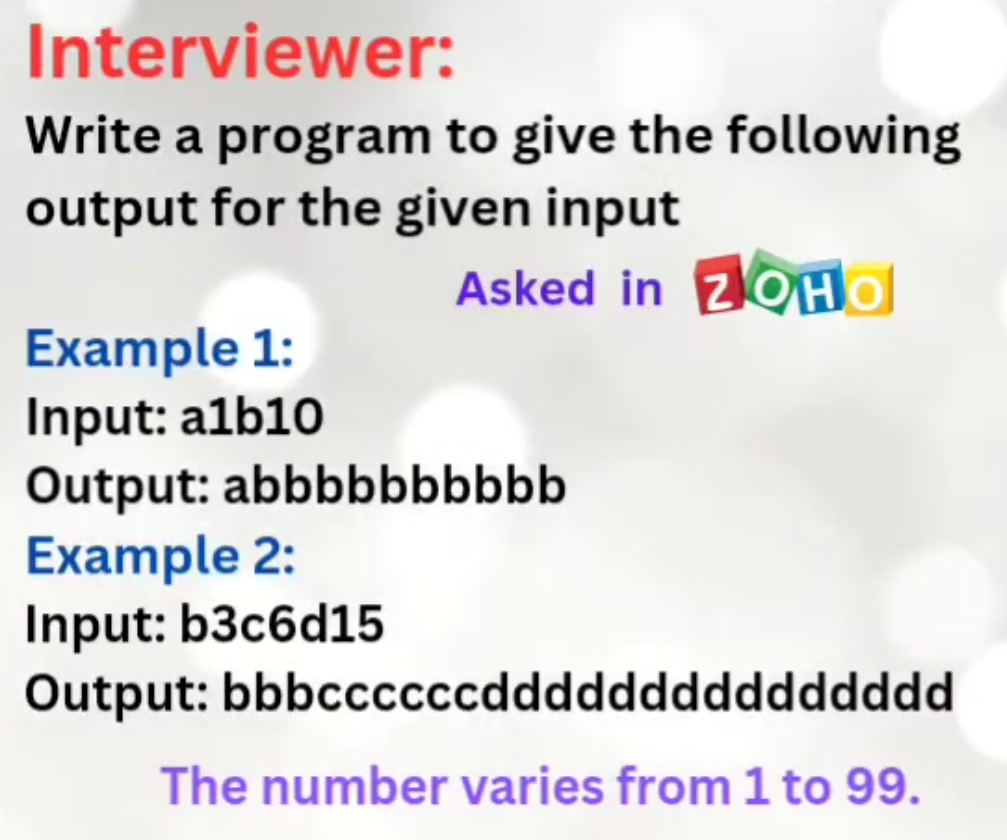 Interviewer:
Write a program to give the following
output for the given input
Asked in ZOHO
Example 1:
Input: a1b10
Output: abbbbbbbbbb
Example 2:
Input: b3c6d15
Output: bbbccccccddddddddddddddd
The number varies from 1 to 99.